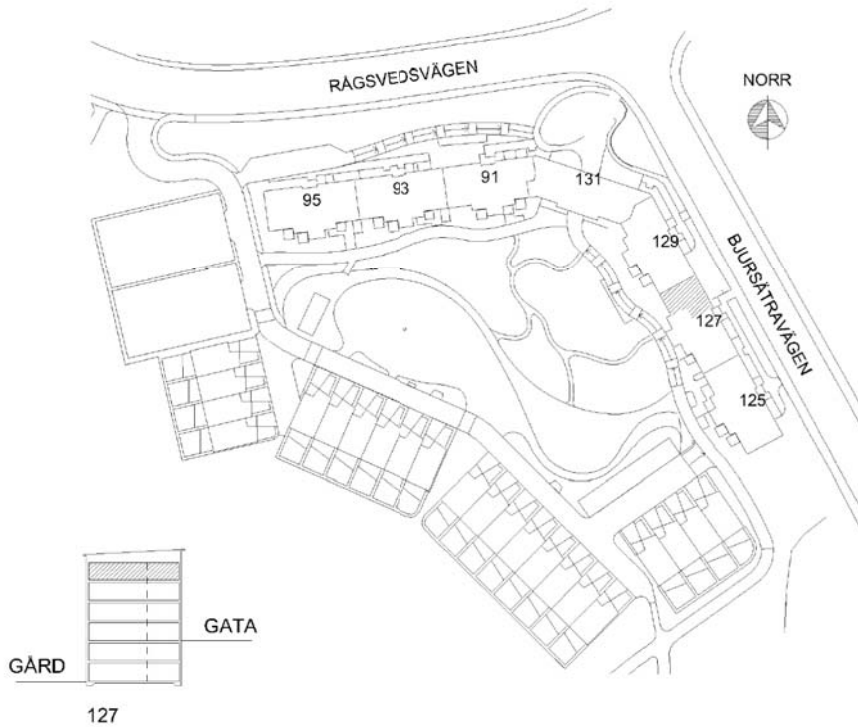 RÅGSVEDSVÄGEN
NORR
91
131
93
95
129
BJURSÄTRAVÄGEN
127
125
GATA
GÅRD
127